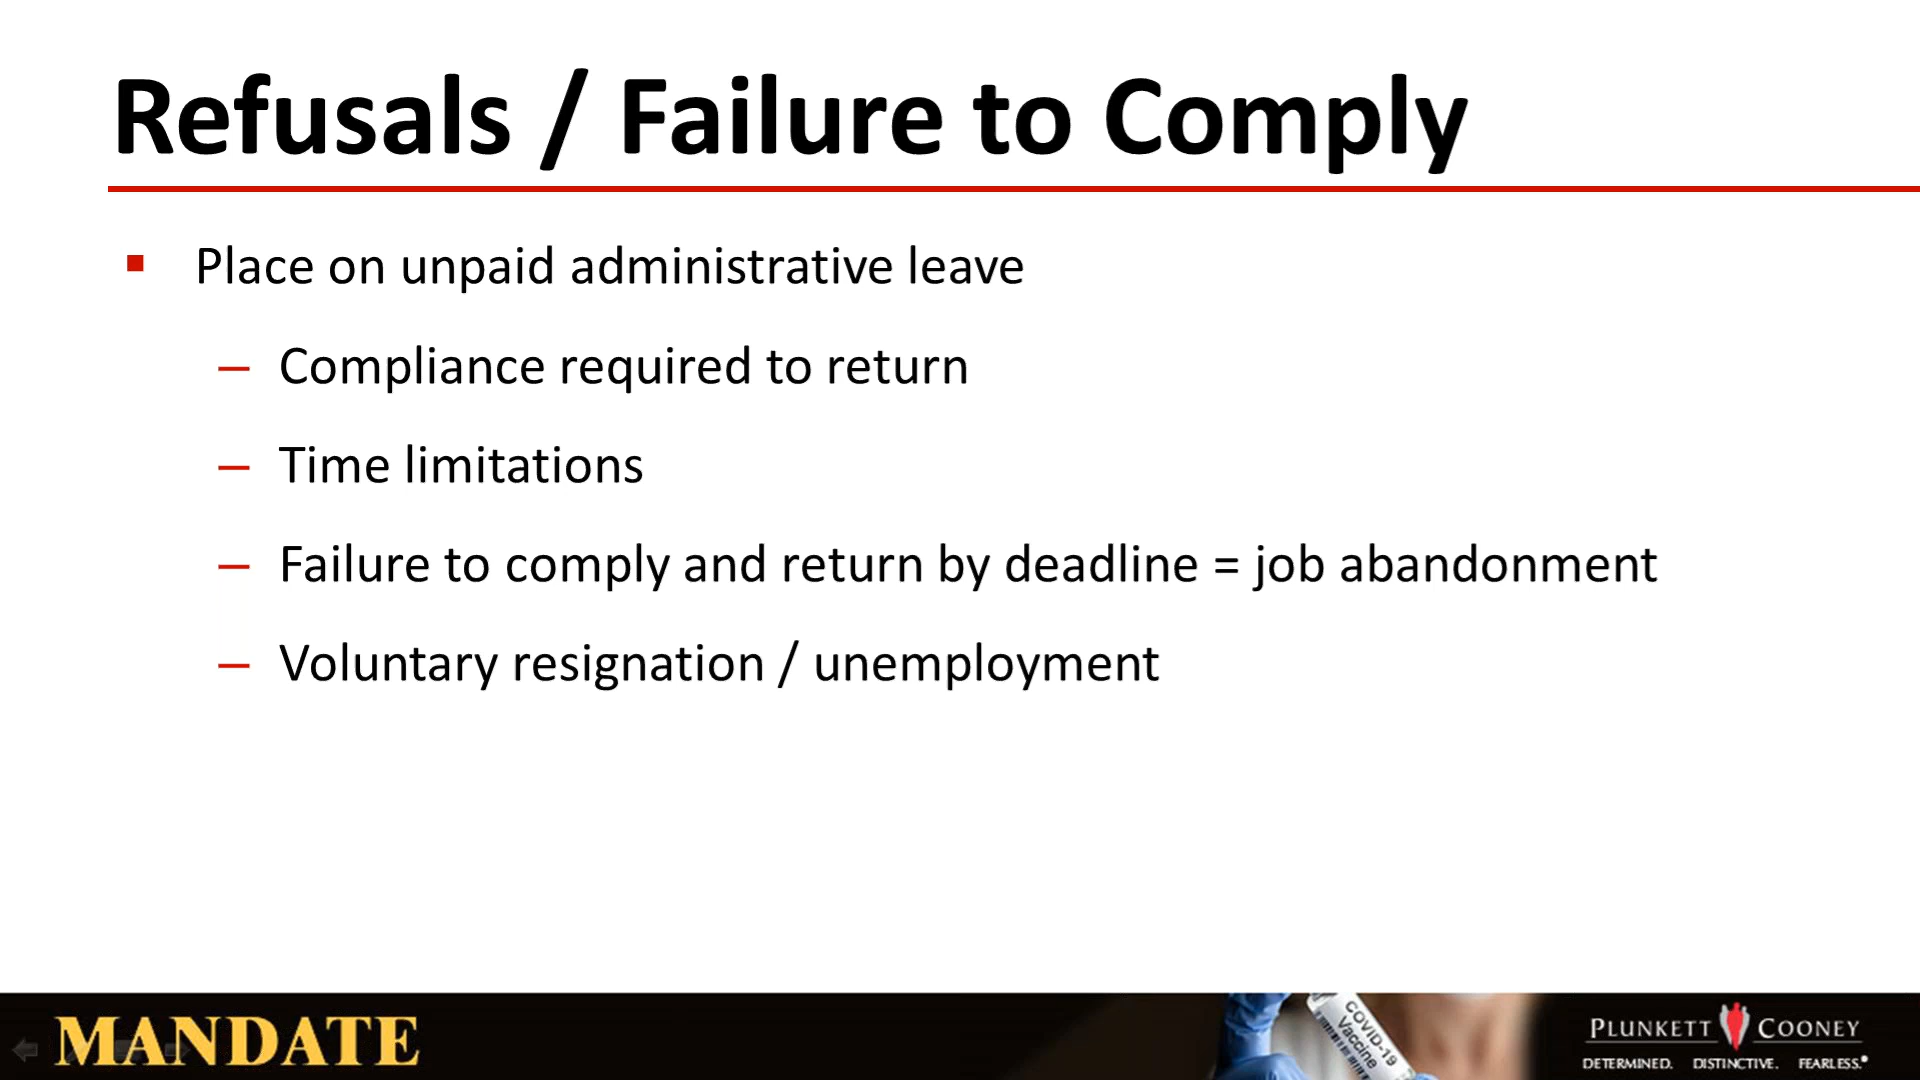 Refusals / Failure to Comply
▪ Place on unpaid administrative leave
– Compliance required to return
– Time limitations
– Failure to comply and return by deadline = job abandonment
– Voluntary resignation / unemployment
MANDATE
COVID-19
Vaccine
PLUNKETT COONEY
DETERMINED. DISTINCTIVE. FEARLESS.